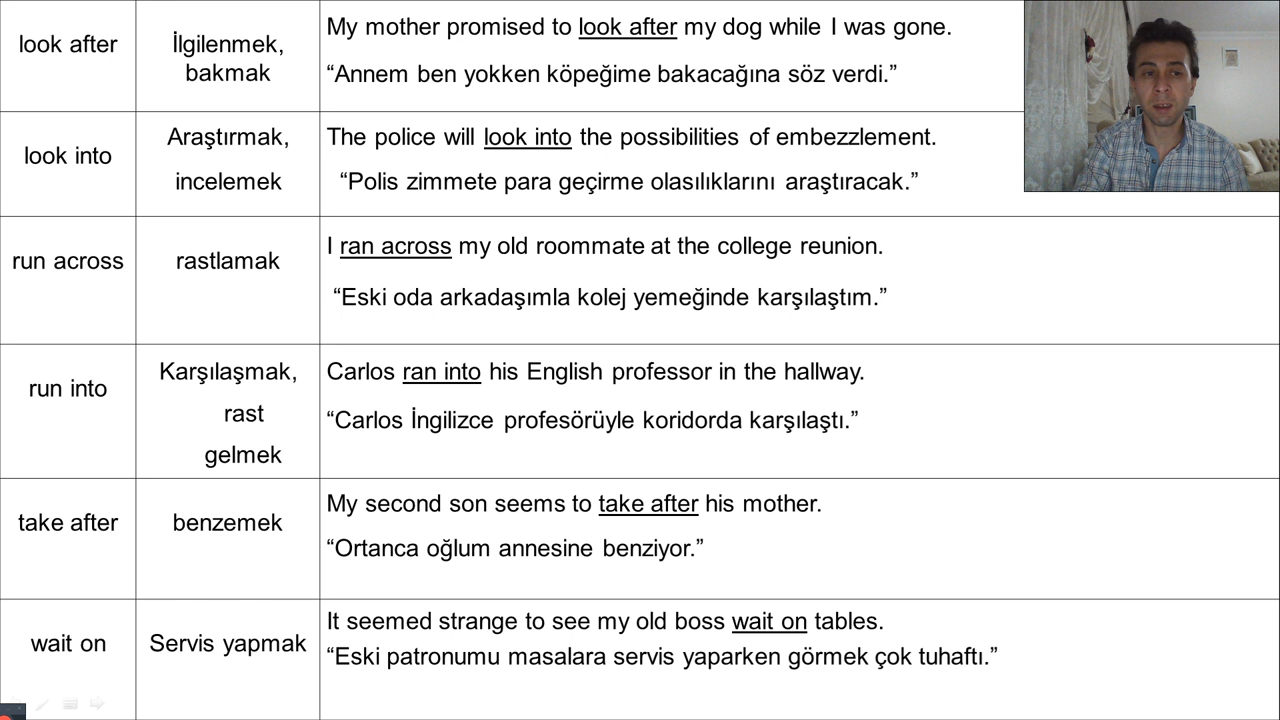 look after
İlgilenmek,
bakmak
My mother promised to look after my dog while I was gone.
“Annem ben yokken köpeğime bakacağına söz verdi.”
look into
Araştırmak,
incelemek
The police will look into the possibilities of embezzlement.
“Polis zimmete para geçirme olasılıklarını araştıracak.”
run across
rastlamak
I ran across my old roommate at the college reunion.
“Eski oda arkadaşımla kolej yemeğinde karşılaştım.”
run into
Karşılaşmak,
rast
gelmek
Carlos ran into his English professor in the hallway.
“Carlos İngilizce profesörüyle koridorda karşılaştı.”
take after
benzemek
My second son seems to take after his mother.
“Ortanca oğlum annesine benziyor.”
wait on
Servis yapmak
It seemed strange to see my old boss wait on tables.
“Eski patronumu masalara servis yaparken görmek çok tuhaftı.”